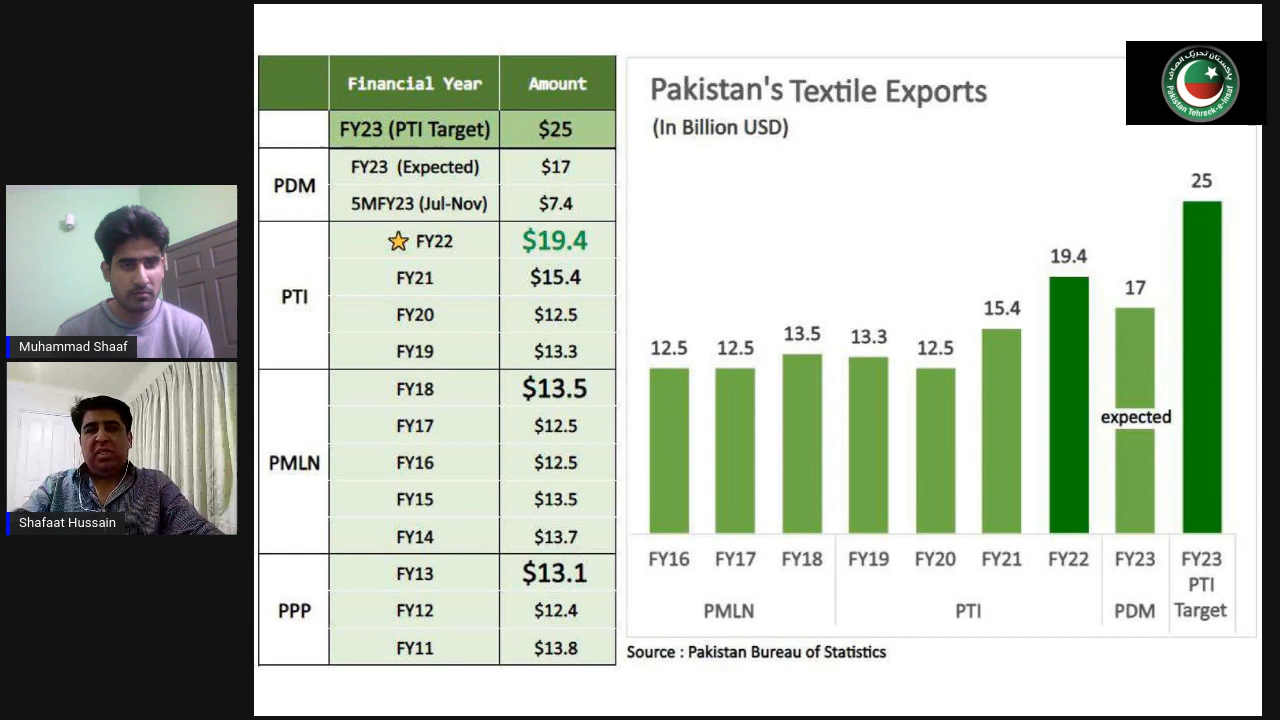 Financial Year Amount
FY23 (PTI Target) $25
PDM
FY23 (Expected) $17
5MFY23 (Jul-Nov) $7.4
PTI
FY22 $19.4
FY21 $15.4
FY20 $12.5
FY19 $13.3
PMLN
FY18 $13.5
FY17 $12.5
FY16 $12.5
FY15 $13.5
FY14 $13.7
PPP
FY13 $13.1
FY12 $12.4
FY11 $13.8
Pakistan's Textile Exports
(In Billion USD)
12.5 12.5 13.5 13.3 12.5 15.4 19.4 17 25
expected
FY16 FY17 FY18 FY19 FY20 FY21 FY22 FY23 FY23
PTI
Target
PMLN PTI PDM
Source : Pakistan Bureau of Statistics
پاکستان تحریک انصاف
Pakistan Tehreek-e-Insaf
Muhammad Shaaf
Shafaat Hussain